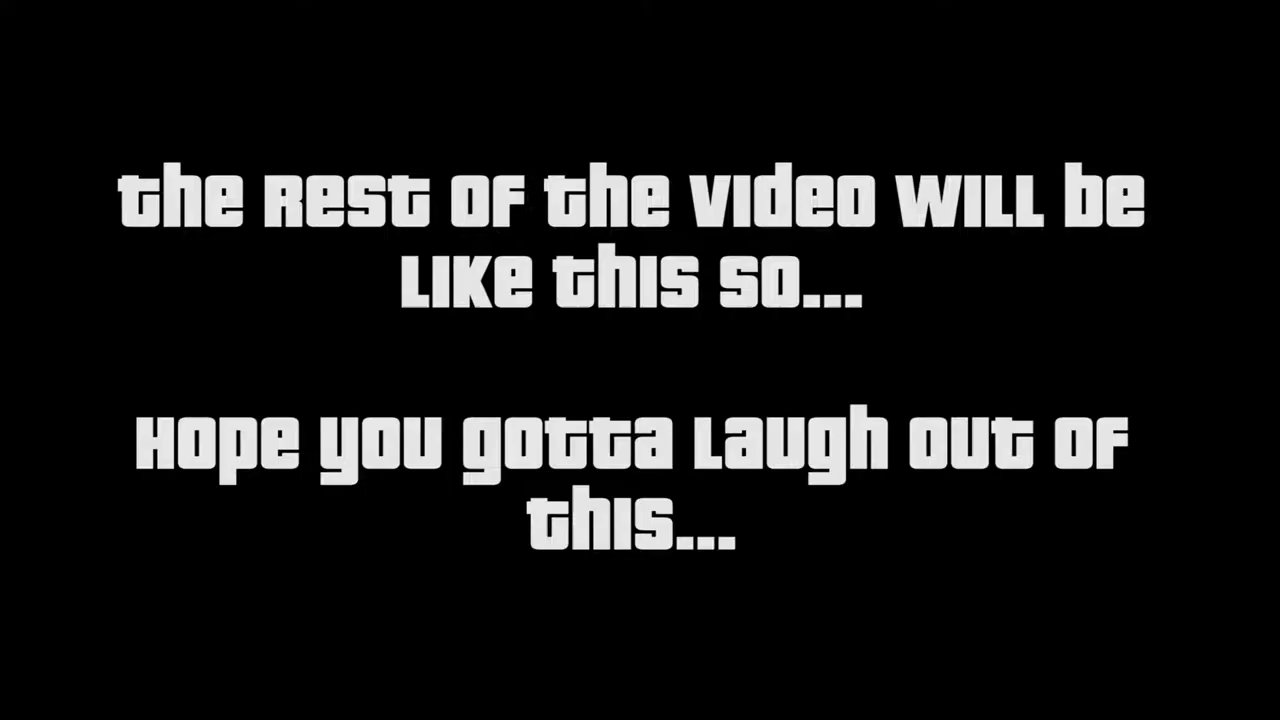 the Rest of the video will be
like this so...
Hope you gotta laugh out of
this...